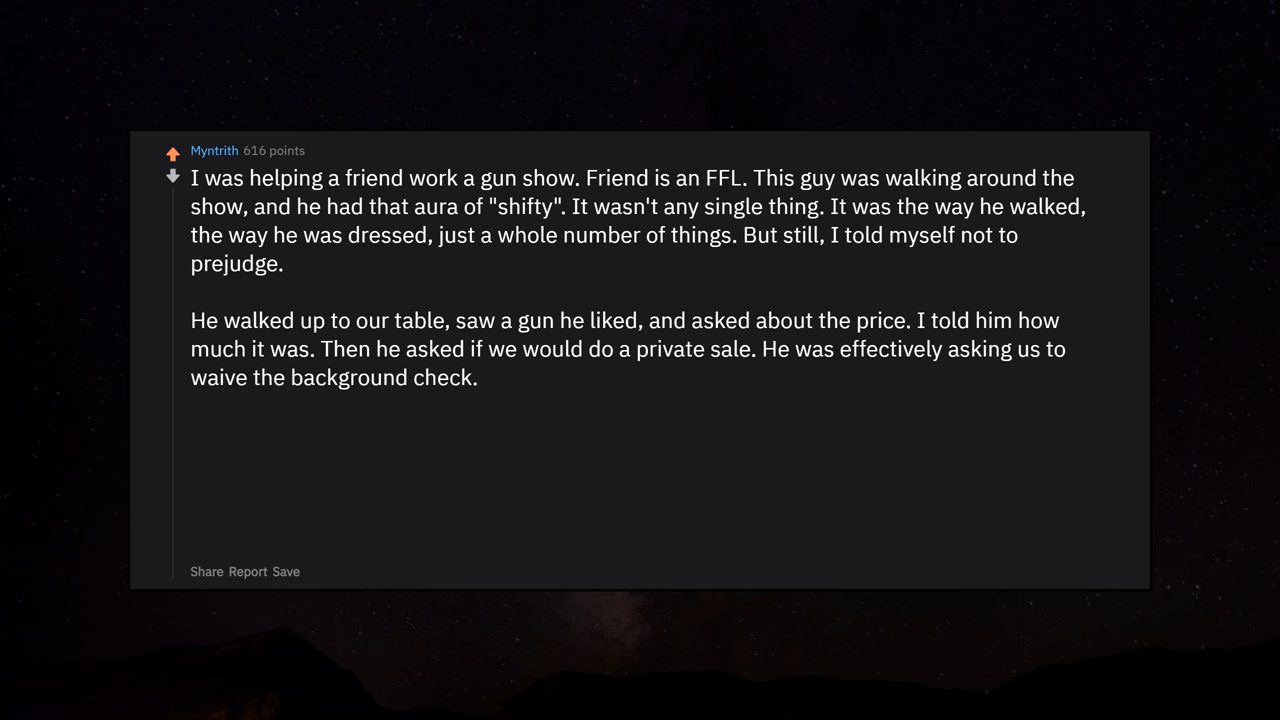 Myntrith 616 points
I was helping a friend work a gun show. Friend is an FFL. This guy was walking around the
show, and he had that aura of "shifty". It wasn't any single thing. It was the way he walked,
the way he was dressed, just a whole number of things. But still, I told myself not to
prejudge.
He walked up to our table, saw a gun he liked, and asked about the price. I told him how
much it was. Then he asked if we would do a private sale. He was effectively asking us to
waive the background check.
Share Report Save